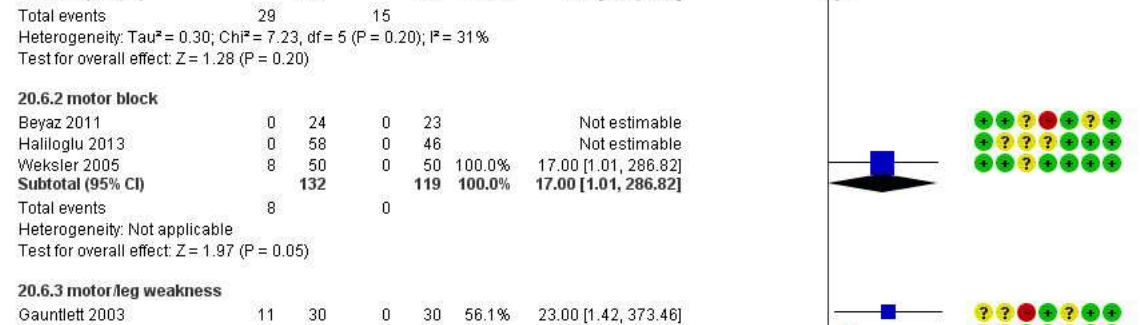 Total events 29 15
Heterogeneity: Tau² = 0.30; Chi² = 7.23, df = 5 (P = 0.20); I² = 31%
Test for overall effect: Z = 1.28 (P = 0.20)
20.6.2 motor block
Beyaz 2011 0 24 0 23 Not estimable + + ? - + ? +
Haliloglu 2013 0 58 0 46 Not estimable + ? ? ? + + +
Weksler 2005 8 50 0 50 100.0% 17.00 [1.01, 286.82] + + ? + + + +
Subtotal (95% CI) 132 119 100.0% 17.00 [1.01, 286.82]
Total events 8 0
Heterogeneity: Not applicable
Test for overall effect: Z = 1.97 (P = 0.05)
20.6.3 motor/leg weakness
Gauntlett 2003 11 30 0 30 56.1% 23.00 [1.42, 373.46] ? ? - + ? + +